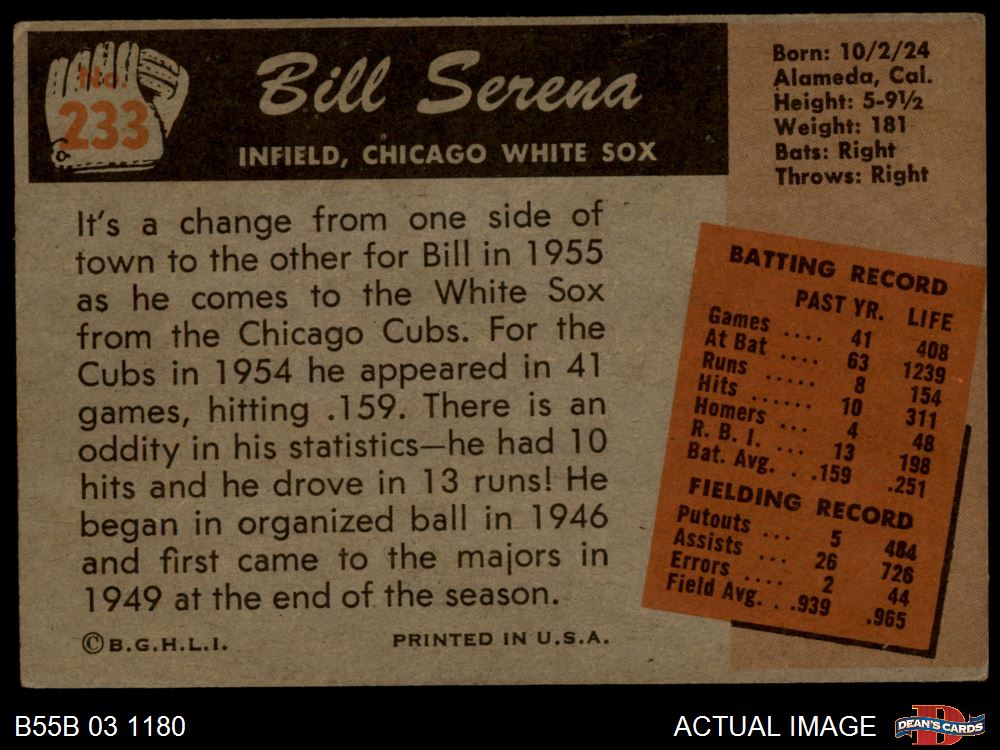 No.
233
Bill Serena
INFIELD, CHICAGO WHITE SOX
Born: 10/2/24
Alameda, Cal.
Height: 5-9½
Weight: 181
Bats: Right
Throws: Right
It's a change from one side of
town to the other for Bill in 1955
as he comes to the White Sox
from the Chicago Cubs. For the
Cubs in 1954 he appeared in 41
games, hitting .159. There is an
oddity in his statistics—he had 10
hits and he drove in 13 runs! He
began in organized ball in 1946
and first came to the majors in
1949 at the end of the season.
©B.G.H.L.I. PRINTED IN U.S.A.
BATTING RECORD
PAST YR. LIFE
Games .... 41 408
At Bat .... 63 1239
Runs ..... 8 154
Hits ...... 10 311
Homers .... 4 48
R. B. I. ... 13 198
Bat. Avg. . .159 .251
FIELDING RECORD
Putouts ... 5 484
Assists ... 26 726
Errors .... 2 44
Field Avg. . .939 .965
B55B 03 1180 ACTUAL IMAGE
DEAN'S CARDS